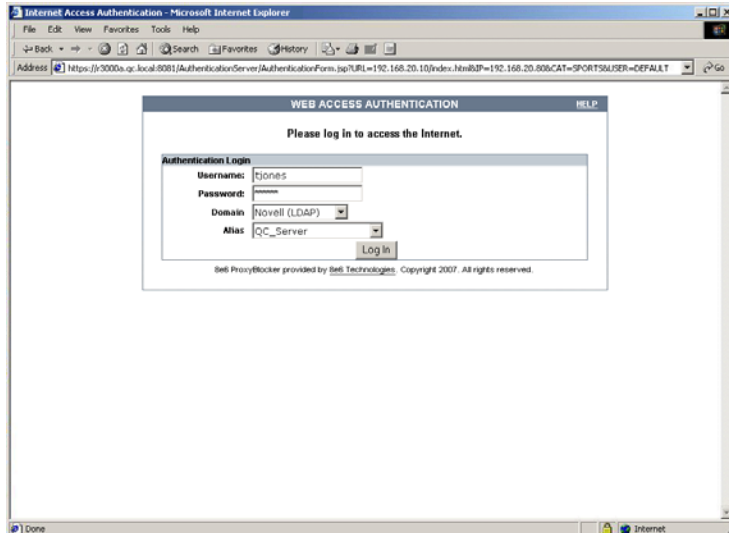 Internet Access Authentication - Microsoft Internet Explorer
File Edit View Favorites Tools Help
Back Search Favorites History
Address https://r3000a.qc.local:8081/AuthenticationServer/AuthenticationForm.jsp?URL=192.168.20.10/index.html&IP=192.168.20.80&CAT=SPORTS&USER=DEFAULT Go
WEB ACCESS AUTHENTICATION HELP
Please log in to access the Internet.
Authentication Login
Username: tjones
Password: ******
Domain Novell (LDAP)
Alias QC_Server
Log In
8e6 ProxyBlocker provided by 8e6 Technologies. Copyright 2007. All rights reserved.
Done Internet